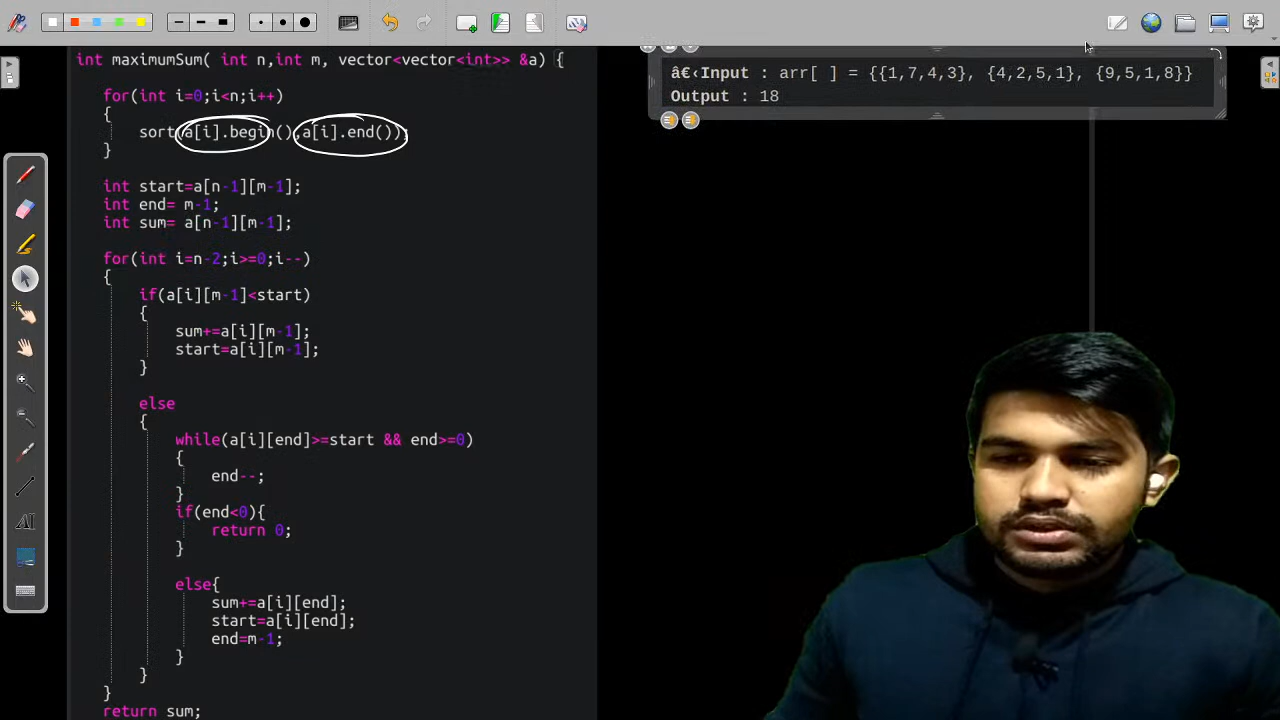 int maximumSum( int n,int m, vector<vector<int>> &a) {
for(int i=0;i<n;i++)
{
sort(a[i].begin(),a[i].end());
}
int start=a[n-1][m-1];
int end= m-1;
int sum= a[n-1][m-1];
for(int i=n-2;i>=0;i--)
{
if(a[i][m-1]<start)
{
sum+=a[i][m-1];
start=a[i][m-1];
}
else
{
while(a[i][end]>=start && end>=0)
{
end--;
}
if(end<0){
return 0;
}
else{
sum+=a[i][end];
start=a[i][end];
end=m-1;
}
}
}
return sum;
â€‹Input : arr[ ] = {{1,7,4,3}, {4,2,5,1}, {9,5,1,8}}
Output : 18